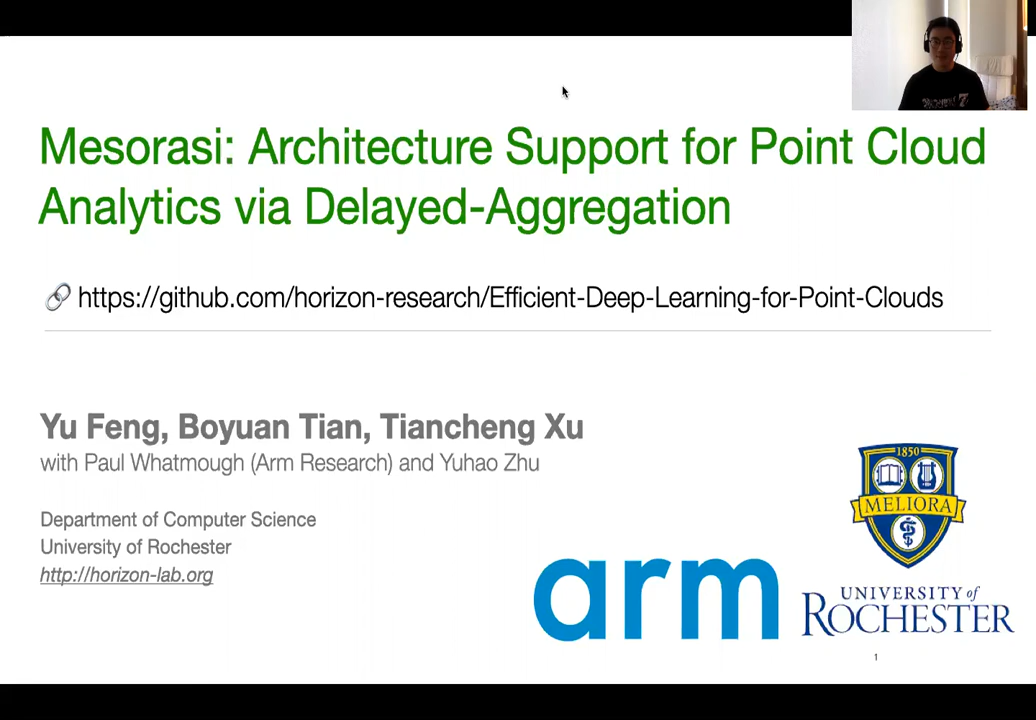 Mesorasi: Architecture Support for Point Cloud
Analytics via Delayed-Aggregation
https://github.com/horizon-research/Efficient-Deep-Learning-for-Point-Clouds
Yu Feng, Boyuan Tian, Tiancheng Xu
with Paul Whatmough (Arm Research) and Yuhao Zhu
Department of Computer Science
University of Rochester
http://horizon-lab.org
1850
MELIORA
arm
UNIVERSITY of
ROCHESTER
1